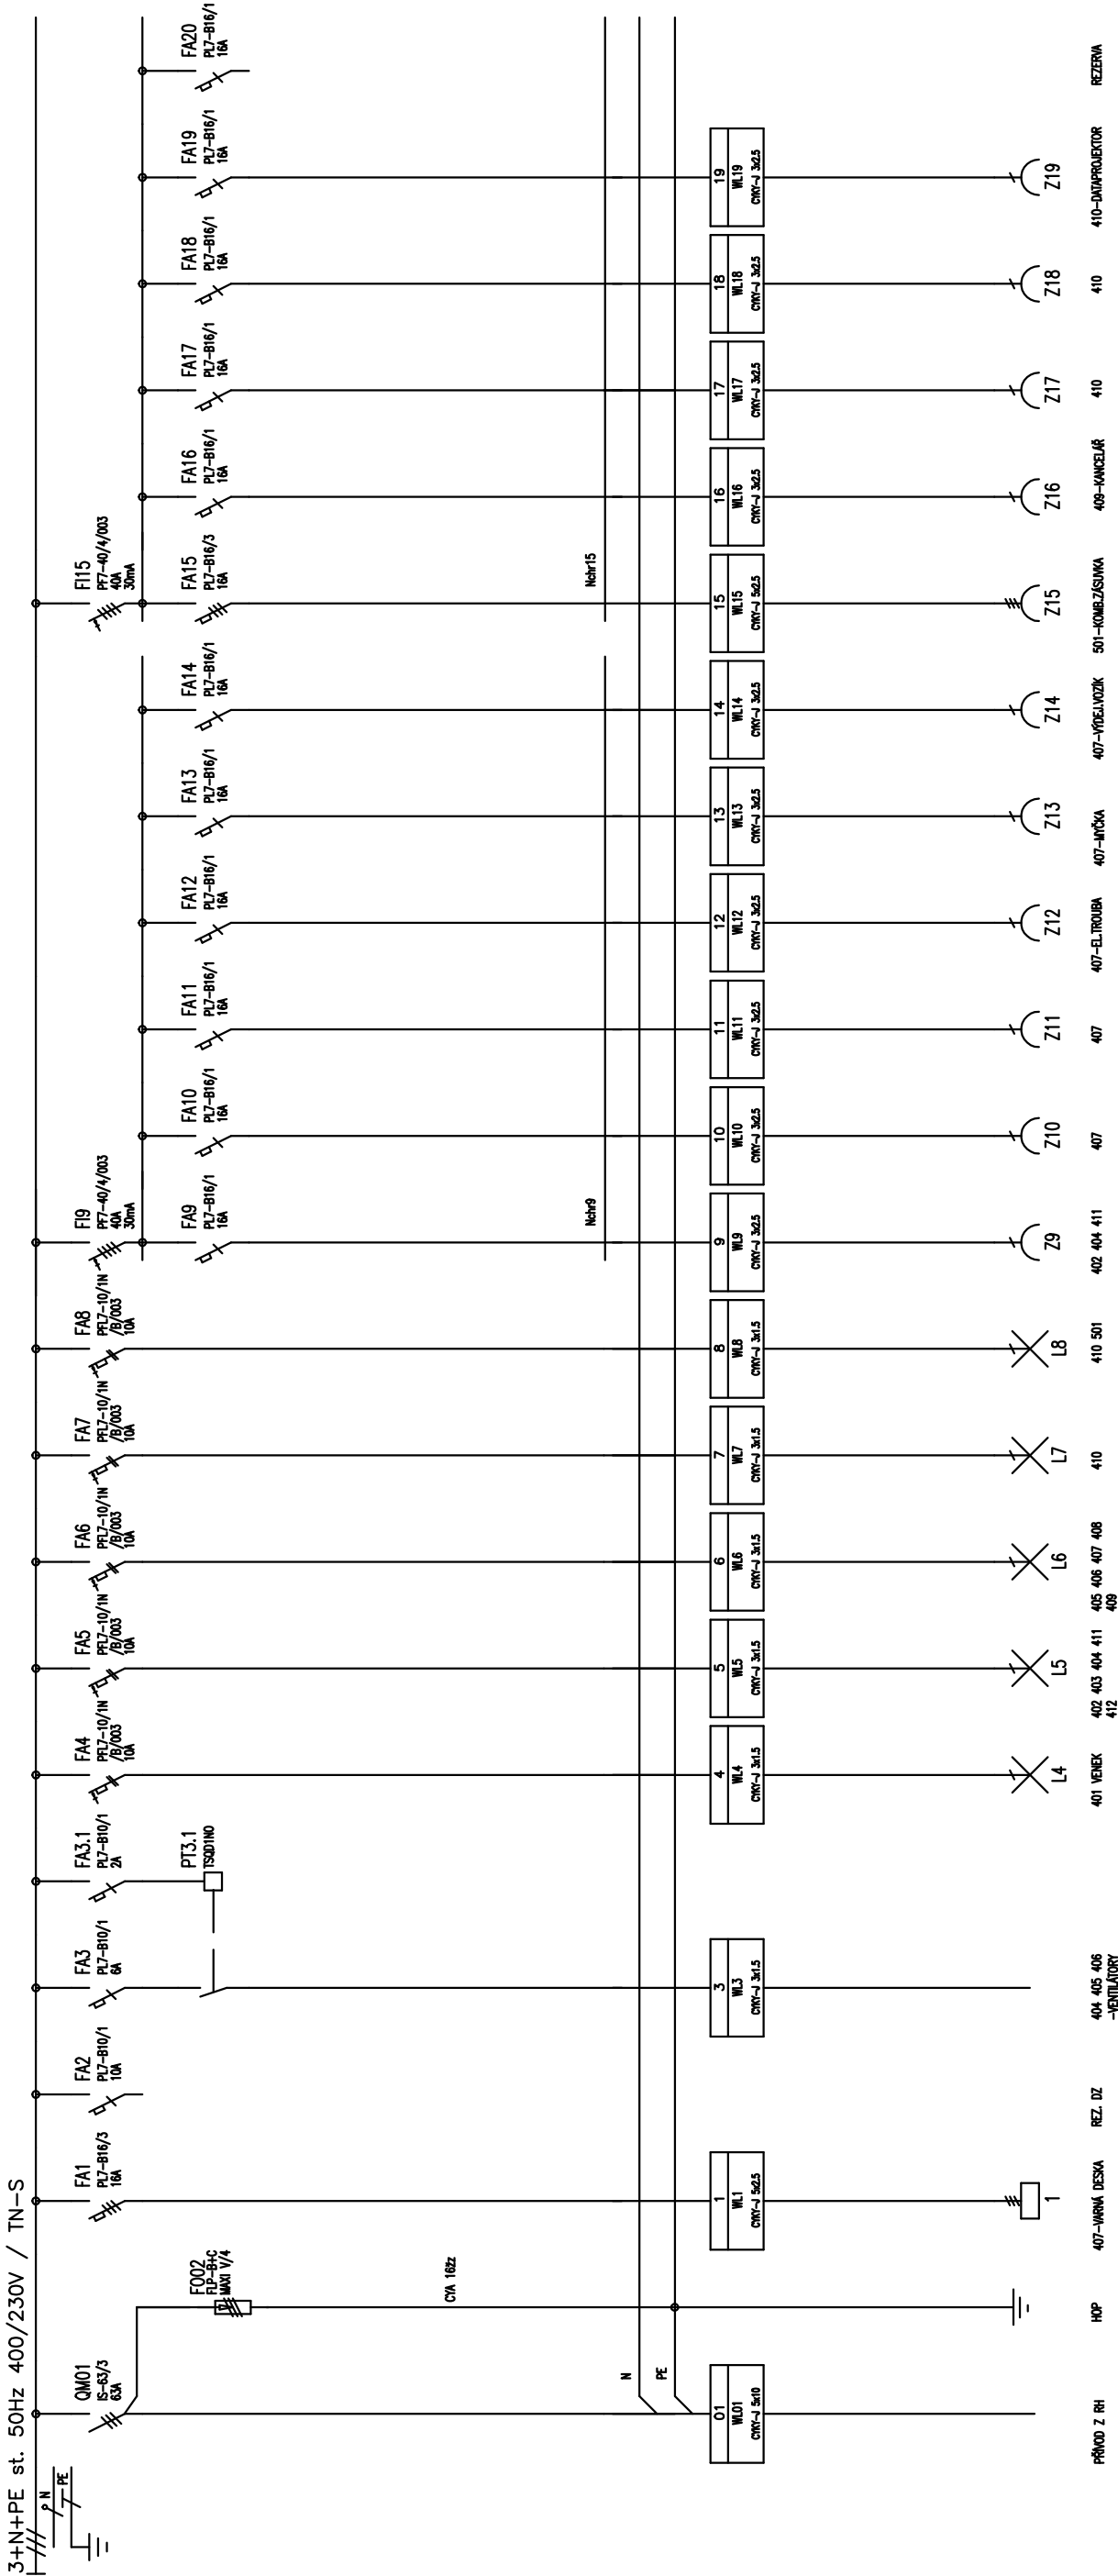 3+N+PE st. 50Hz 400/230V / TN-S
N
PE
QM01
IS-63/3
63A
F002
FLP-B+C
MAXI V/4
FA1
PL7-B16/3
16A
FA2
PL7-B10/1
10A
FA3
PL7-B10/1
6A
FA3.1
PL7-B10/1
2A
PT3.1
TSQD1NO
FA4
PFL7-10/1N
/B/003
10A
FA5
PFL7-10/1N
/B/003
10A
FA6
PFL7-10/1N
/B/003
10A
FA7
PFL7-10/1N
/B/003
10A
FA8
PFL7-10/1N
/B/003
10A
FI9
PF7-40/4/003
40A
30mA
FA9
PL7-B16/1
16A
FA10
PL7-B16/1
16A
FA11
PL7-B16/1
16A
FA12
PL7-B16/1
16A
FA13
PL7-B16/1
16A
FA14
PL7-B16/1
16A
FI15
PF7-40/4/003
40A
30mA
FA15
PL7-B16/3
16A
FA16
PL7-B16/1
16A
FA17
PL7-B16/1
16A
FA18
PL7-B16/1
16A
FA19
PL7-B16/1
16A
FA20
PL7-B16/1
16A
CYA 16žz
Nchr9
Nchr15
N
PE
01
WL01
CYKY-J 5x10
1
WL1
CYKY-J 5x2.5
3
WL3
CYKY-J 3x1.5
4
WL4
CYKY-J 3x1.5
5
WL5
CYKY-J 3x1.5
6
WL6
CYKY-J 3x1.5
7
WL7
CYKY-J 3x1.5
8
WL8
CYKY-J 3x1.5
9
WL9
CYKY-J 3x2.5
10
WL10
CYKY-J 3x2.5
11
WL11
CYKY-J 3x2.5
12
WL12
CYKY-J 3x2.5
13
WL13
CYKY-J 3x2.5
14
WL14
CYKY-J 3x2.5
15
WL15
CYKY-J 5x2.5
16
WL16
CYKY-J 3x2.5
17
WL17
CYKY-J 3x2.5
18
WL18
CYKY-J 3x2.5
19
WL19
CYKY-J 3x2.5
1
L4
L5
L6
L7
L8
Z9
Z10
Z11
Z12
Z13
Z14
Z15
Z16
Z17
Z18
Z19
PŘÍVOD Z RH
HOP
407-VARNÁ DESKA
REZ. DZ
404 405 406
-VENTILÁTORY
401 VENEK
402 403 404 411
412
405 406 407 408
409
410
410 501
402 404 411
407
407
407-EL.TROUBA
407-MYČKA
407-VÝDEJ.VOZÍK
501-KOMB.ZÁSUVKA
409-KANCELÁŘ
410
410
410-DATAPROJEKTOR
REZERVA